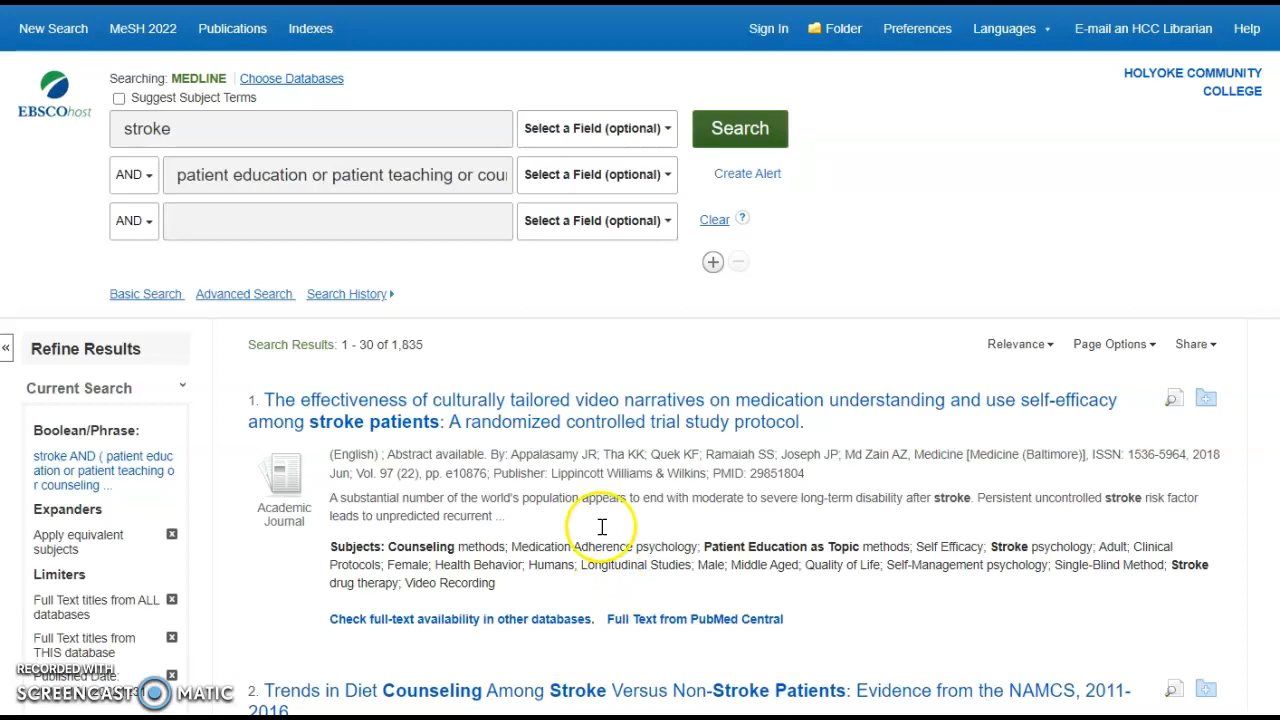 New Search MeSH 2022 Publications Indexes Sign In Folder Preferences Languages E-mail an HCC Librarian Help
HOLYOKE COMMUNITY
COLLEGE
EBSCOhost
Searching: MEDLINE Choose Databases
Suggest Subject Terms
stroke Select a Field (optional) Search
AND patient education or patient teaching or cou Select a Field (optional) Create Alert
AND Select a Field (optional) Clear ?
Basic Search Advanced Search Search History
« Refine Results
Current Search
Boolean/Phrase:
stroke AND ( patient educ
ation or patient teaching o
r counseling ...
Expanders
Apply equivalent
subjects
Limiters
Full Text titles from ALL
databases
Full Text titles from
THIS database
Published Date:
RECORDED WITH
SCREENCAST MATIC
Search Results: 1 - 30 of 1,835 Relevance Page Options Share
1. The effectiveness of culturally tailored video narratives on medication understanding and use self-efficacy
among stroke patients: A randomized controlled trial study protocol.
Academic
Journal
(English) ; Abstract available. By: Appalasamy JR; Tha KK; Quek KF; Ramaiah SS; Joseph JP; Md Zain AZ, Medicine [Medicine (Baltimore)], ISSN: 1536-5964, 2018
Jun; Vol. 97 (22), pp. e10876; Publisher: Lippincott Williams & Wilkins; PMID: 29851804
A substantial number of the world's population appears to end with moderate to severe long-term disability after stroke. Persistent uncontrolled stroke risk factor
leads to unpredicted recurrent ...
Subjects: Counseling methods; Medication Adherence psychology; Patient Education as Topic methods; Self Efficacy; Stroke psychology; Adult; Clinical
Protocols; Female; Health Behavior; Humans; Longitudinal Studies; Male; Middle Aged; Quality of Life; Self-Management psychology; Single-Blind Method; Stroke
drug therapy; Video Recording
Check full-text availability in other databases. Full Text from PubMed Central
2. Trends in Diet Counseling Among Stroke Versus Non-Stroke Patients: Evidence from the NAMCS, 2011-
2016